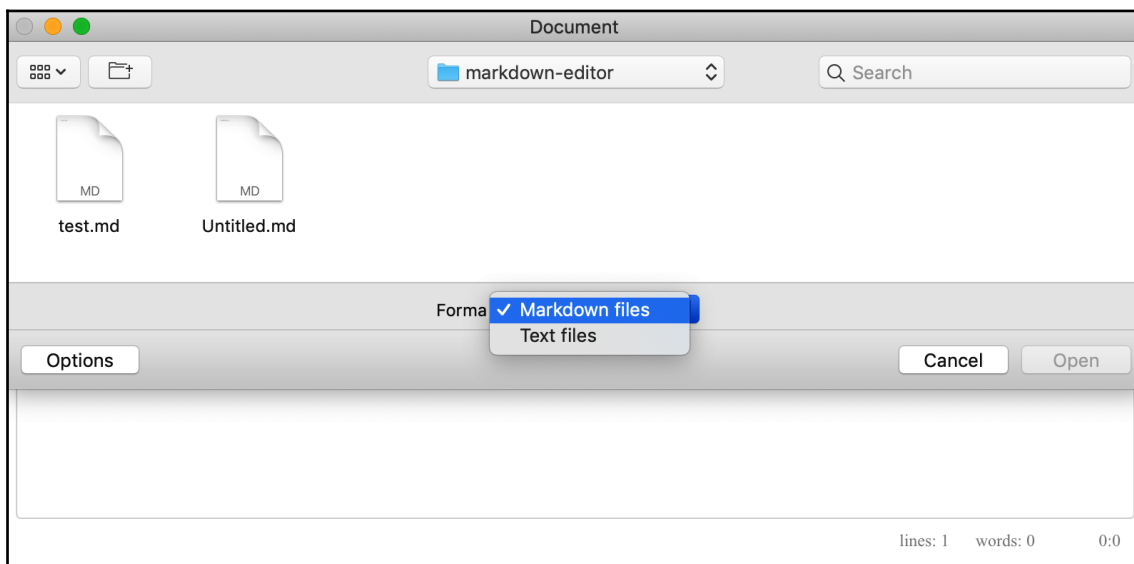 Document
markdown-editor
Search
MD
MD
test.md
Untitled.md
Forma
✓ Markdown files
Text files
Options
Cancel
Open
lines: 1 words: 0 0:0